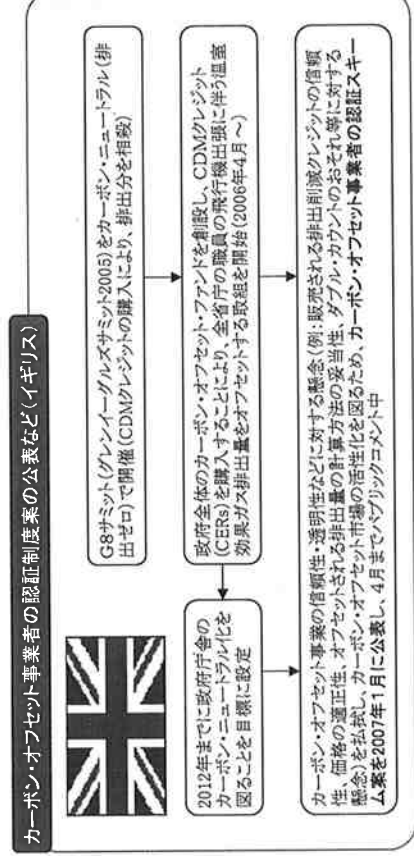 カーボン・オフセット事業者の認証制度案の公表など(イギリス)
G8サミット(グレンイーグルズサミット2005)をカーボン・ニュートラル(排
出ゼロ)で開催(CDMクレジットの購入により、排出分を相殺)
政府全体のカーボン・オフセット・ファンドを創設し、CDMクレジット
(CERs)を購入することにより、全省庁の職員の飛行機出張に伴う温室
効果ガス排出量をオフセットする取組を開始(2006年4月~)
2012年までに政府庁舎の
カーボン・ニュートラル化を
図ることを目標に設定
カーボン・オフセット事業の信頼性・透明性などに対する懸念(例:販売される排出削減クレジットの信頼
性、価格の適正性、オフセットされる排出量の計算方法の妥当性、ダブル・カウントのおそれ等に対する
懸念)を払拭し、カーボン・オフセット市場の活性化を図るため、カーボン・オフセット事業者の認証スキー
ム案を2007年1月に公表し、4月までパブリックコメント中